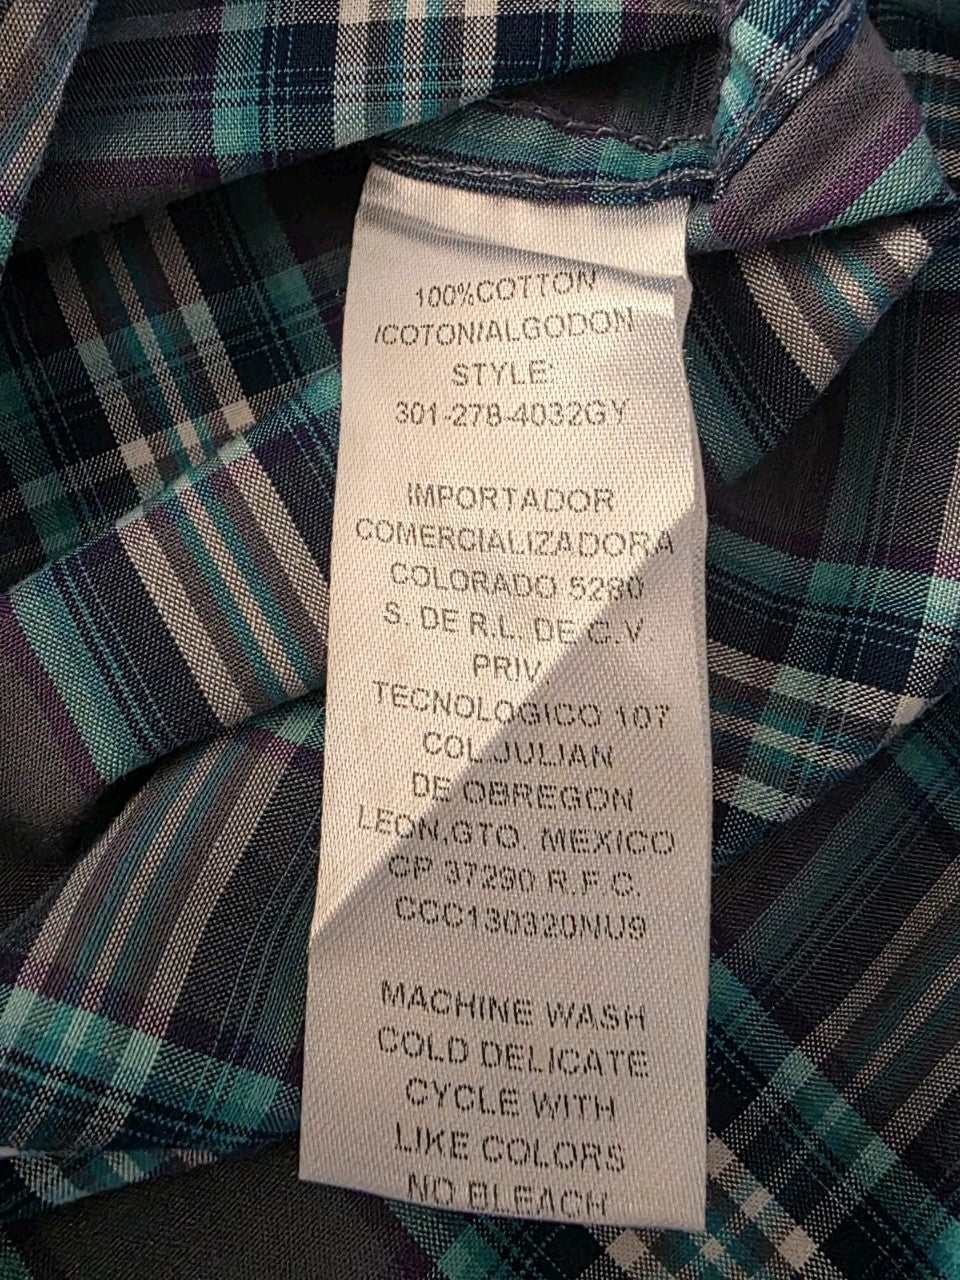 100%COTTON
/COTON/ALGODON
STYLE:
301-278-4032GY
IMPORTADOR
COMERCIALIZADORA
COLORADO 5280
S. DE R.L. DE C.V.
PRIV.
TECNOLOGICO 107
COL.JULIAN
DE OBREGON
LEON,GTO. MEXICO
CP 37290 R.F.C.
CCC130320NU9
MACHINE WASH
COLD DELICATE
CYCLE WITH
LIKE COLORS
NO BLEACH